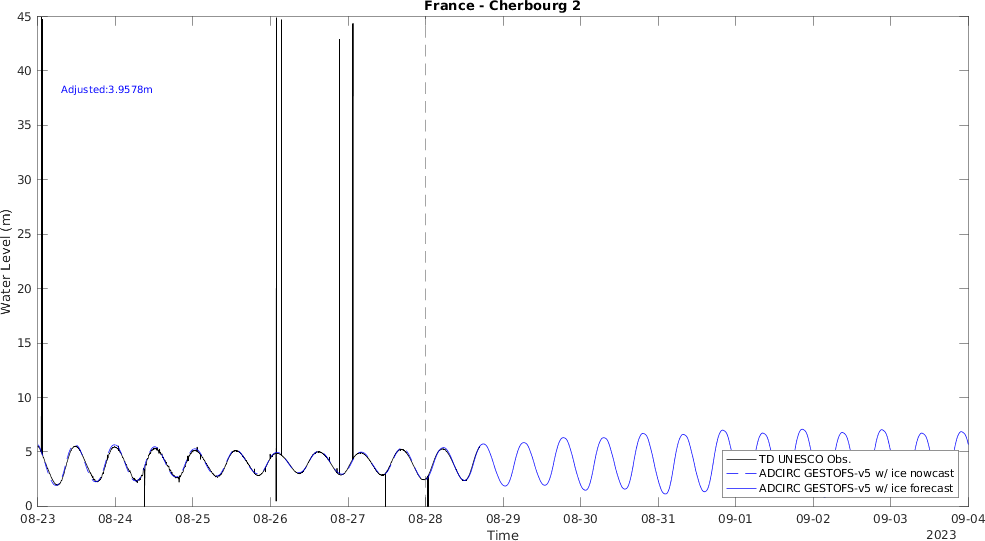 France - Cherbourg 2
Water Level (m)
45
40
35
30
25
20
15
10
5
0
Adjusted:3.9578m
TD UNESCO Obs.
ADCIRC GESTOFS-v5 w/ ice nowcast
ADCIRC GESTOFS-v5 w/ ice forecast
08-23 08-24 08-25 08-26 08-27 08-28 08-29 08-30 08-31 09-01 09-02 09-03 09-04
Time
2023